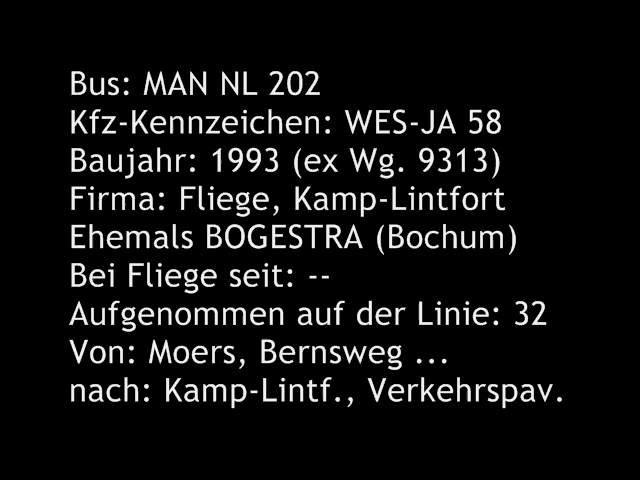 Bus: MAN NL 202
Kfz-Kennzeichen: WES-JA 58
Baujahr: 1993 (ex Wg. 9313)
Firma: Fliege, Kamp-Lintfort
Ehemals BOGESTRA (Bochum)
Bei Fliege seit: --
Aufgenommen auf der Linie: 32
Von: Moers, Bernsweg ...
nach: Kamp-Lintf., Verkehrspav.